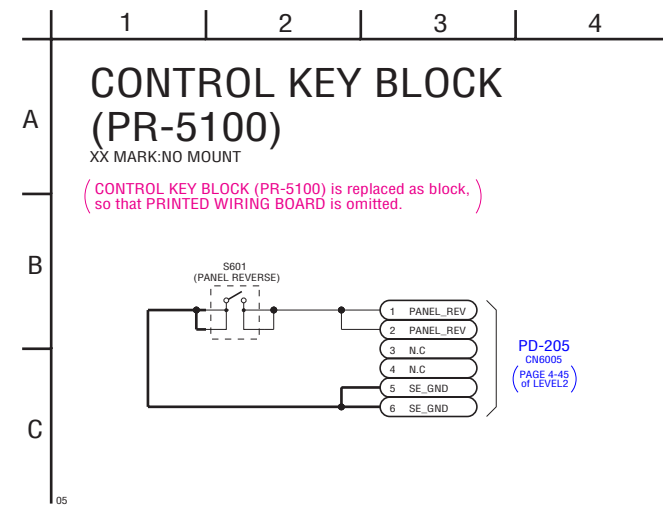 1 2 3 4
A
CONTROL KEY BLOCK
(PR-5100)
XX MARK:NO MOUNT
CONTROL KEY BLOCK (PR-5100) is replaced as block,
so that PRINTED WIRING BOARD is omitted.
B
S601
(PANEL REVERSE)
1 PANEL_REV
2 PANEL_REV
3 N.C
4 N.C
5 SE_GND
6 SE_GND
PD-205
CN6005
(PAGE 4-45
of LEVEL2)
C
05